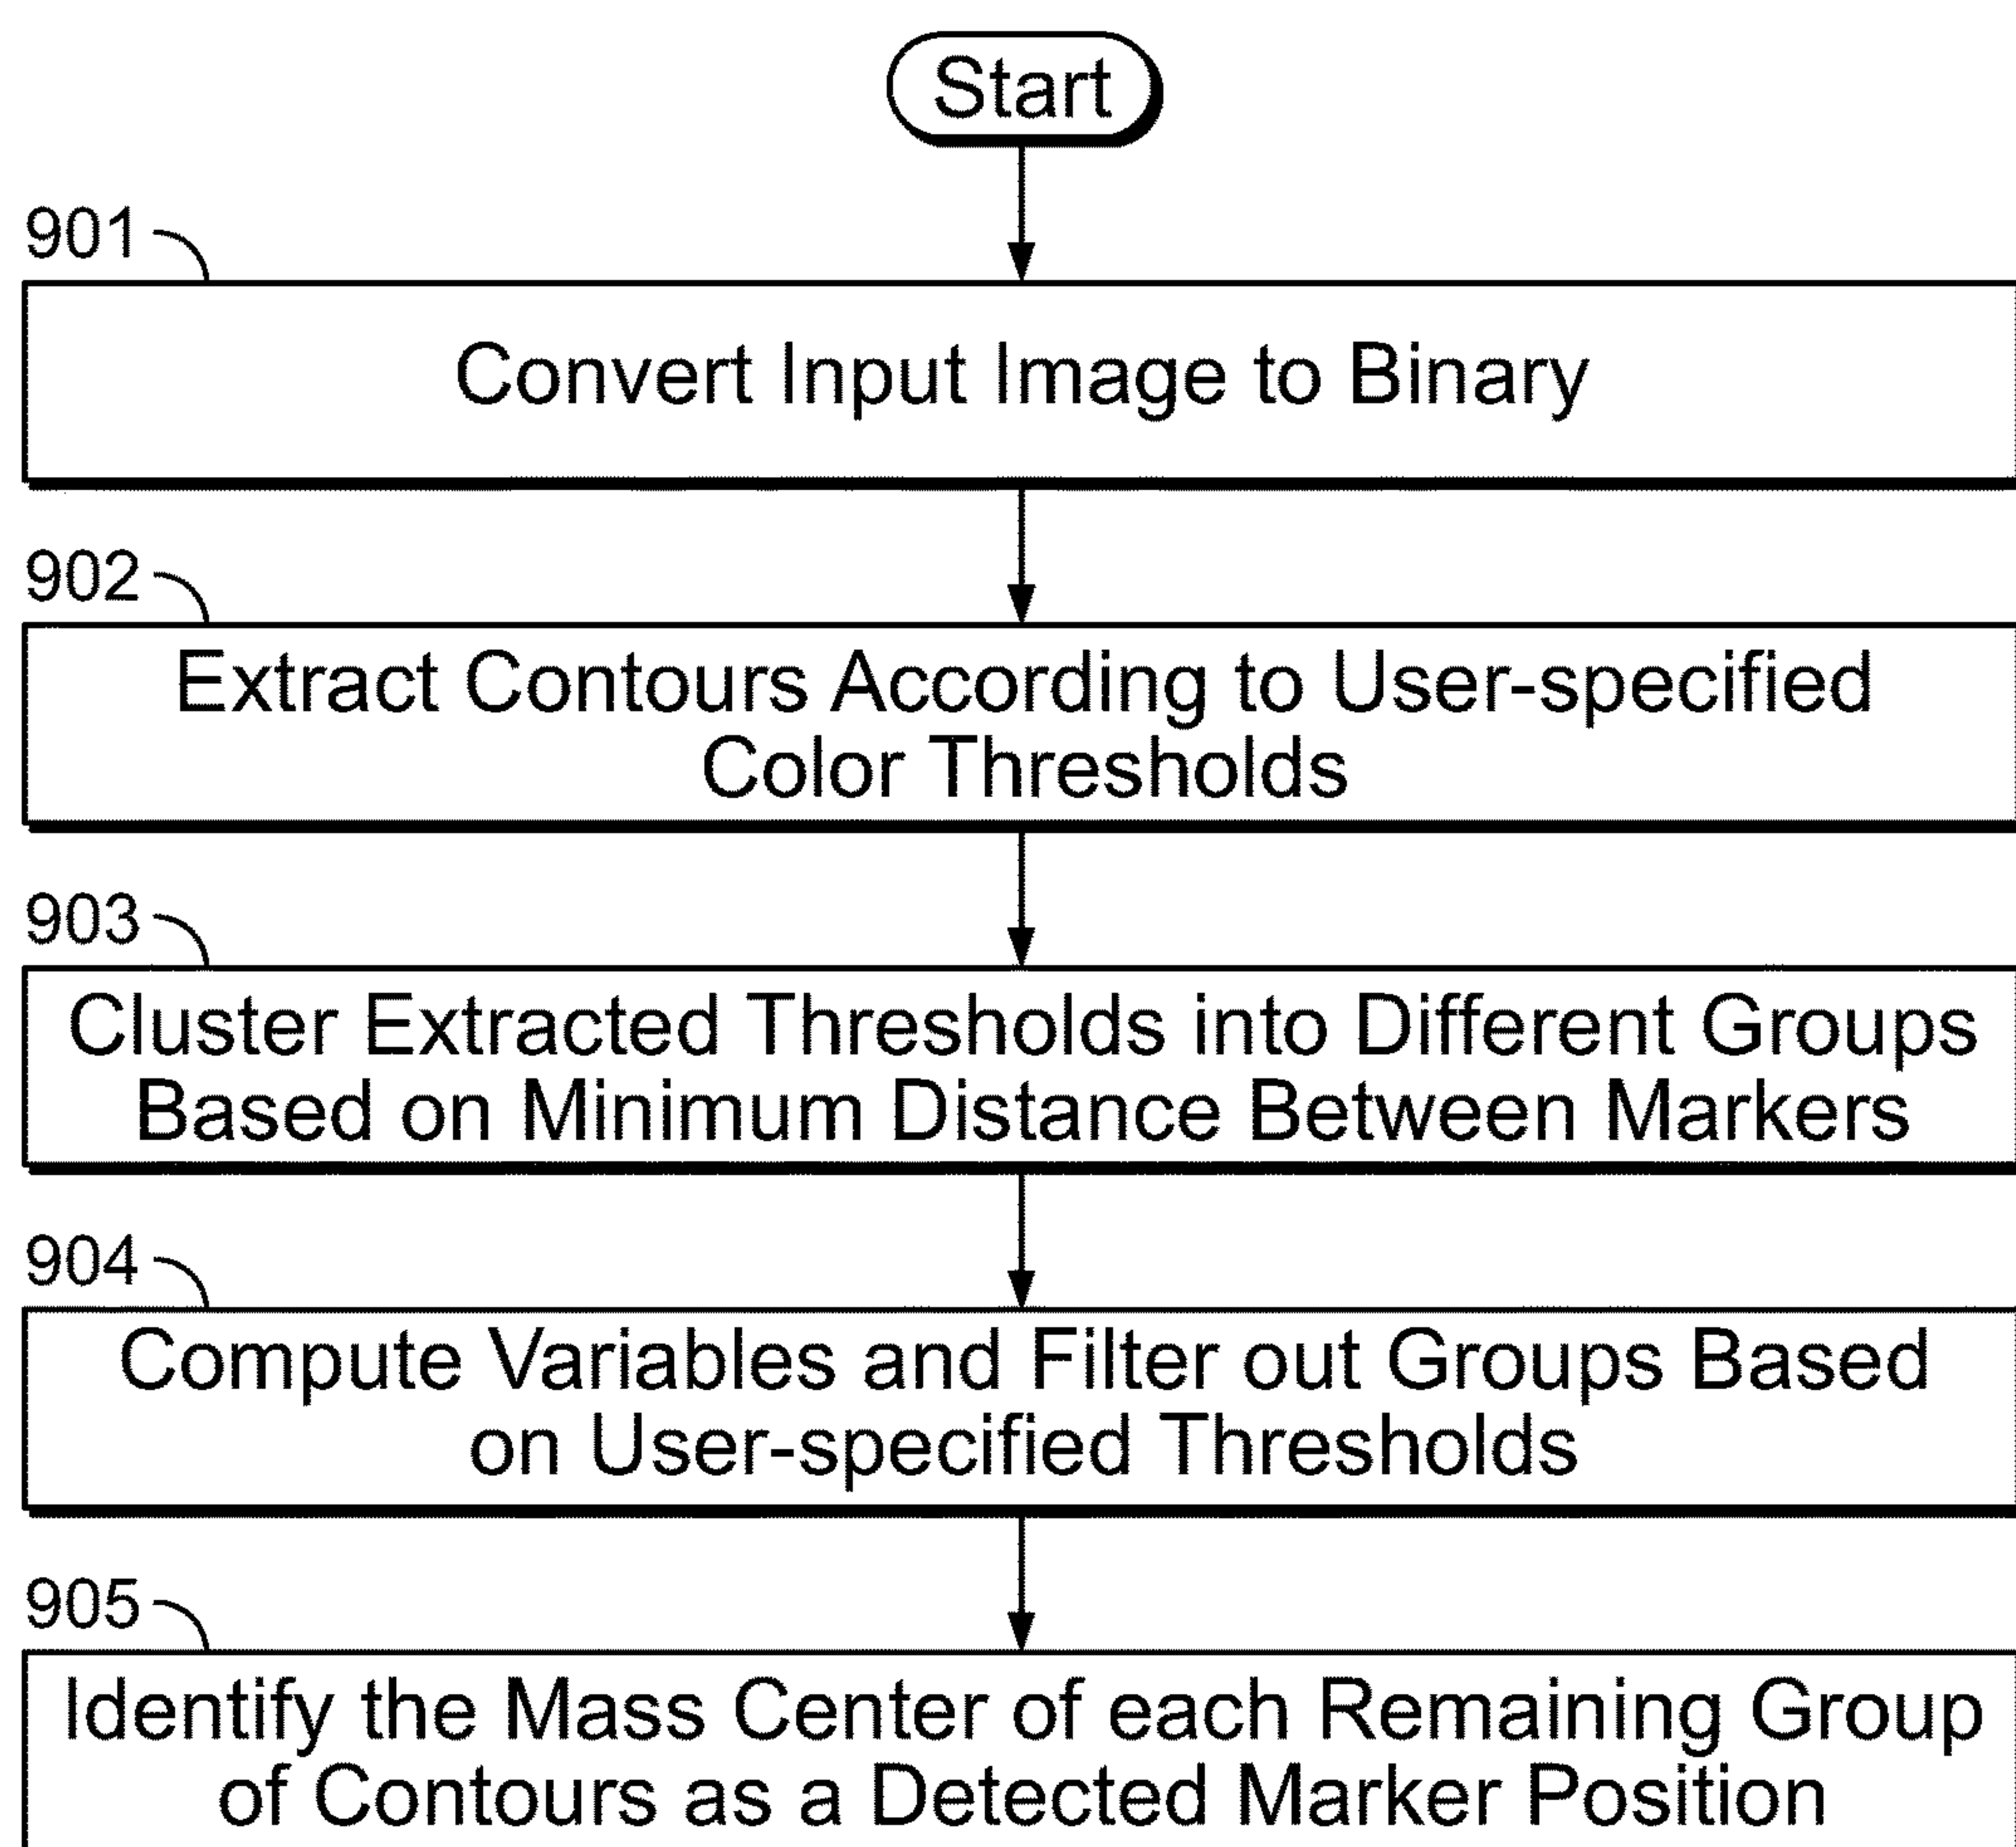 Start
901
Convert Input Image to Binary
902
Extract Contours According to User-specified
Color Thresholds
903
Cluster Extracted Thresholds into Different Groups
Based on Minimum Distance Between Markers
904
Compute Variables and Filter out Groups Based
on User-specified Thresholds
905
Identify the Mass Center of each Remaining Group
of Contours as a Detected Marker Position